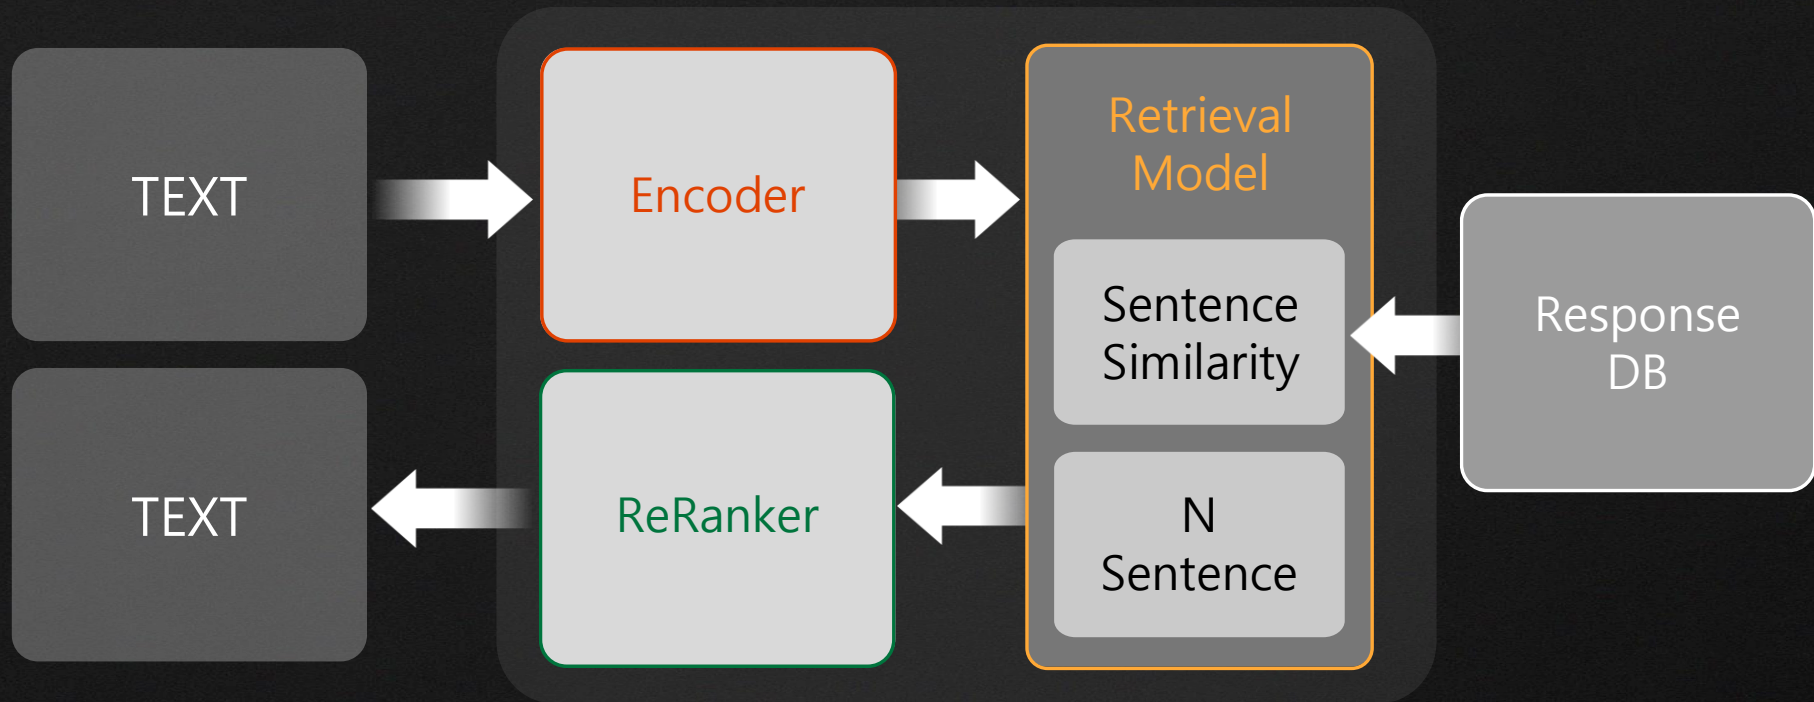 TEXT
Encoder
Retrieval
Model
Sentence
Similarity
Response
DB
TEXT
ReRanker
N
Sentence